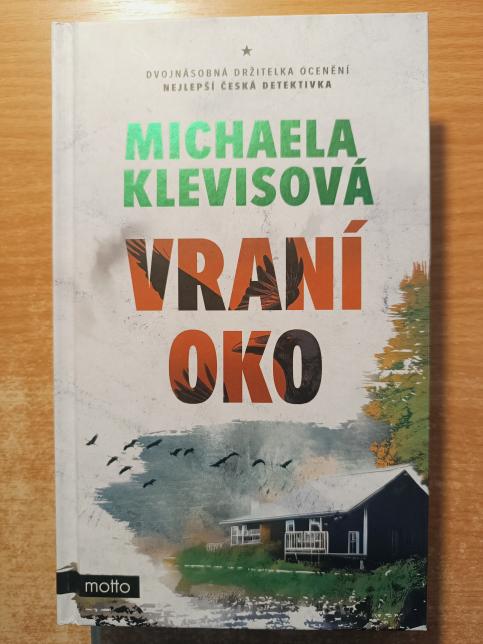 DVOJNÁSOBNÁ DRŽITELKA OCENĚNÍ
NEJLEPŠÍ ČESKÁ DETEKTIVKA
MICHAELA
KLEVISOVÁ
VRANÍ
OKO
motto